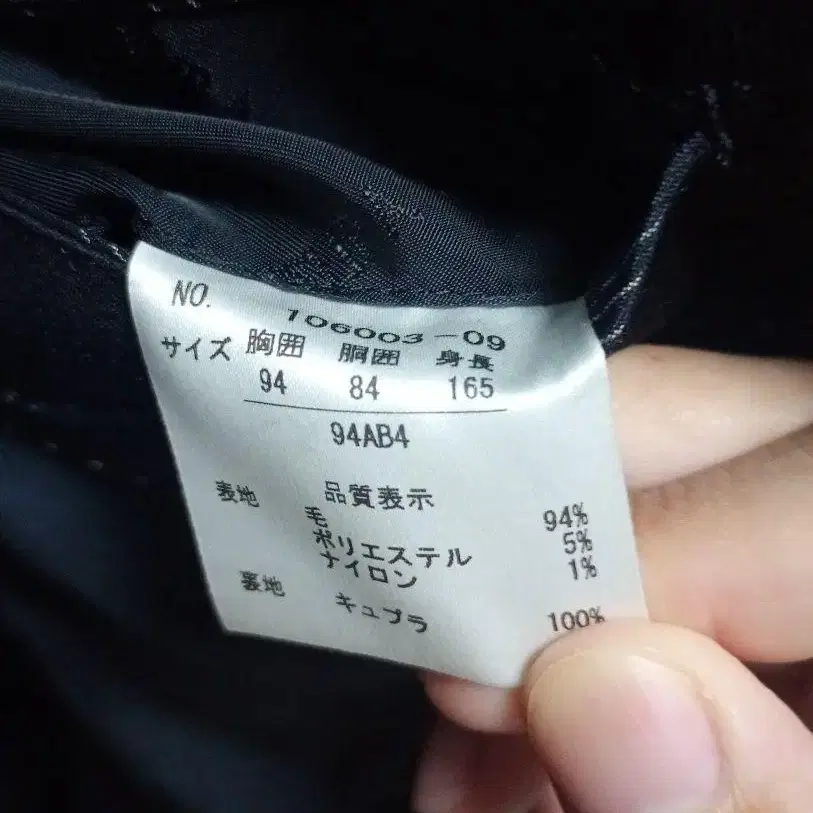 NO. 106003-09
サイズ 胸囲 胴囲 身長
94 84 165
94AB4
品質表示
表地 毛 94%
ポリエステル 5%
ナイロン 1%
裏地 キュプラ 100%